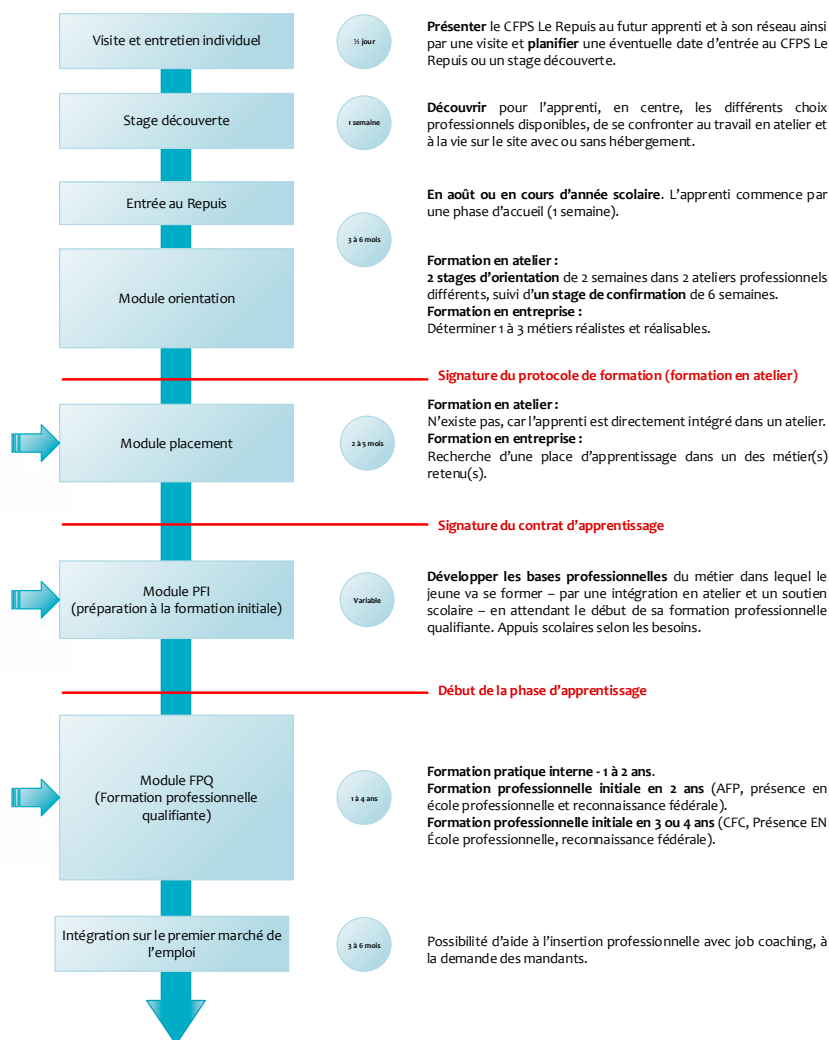 Visite et entretien individuel
½ jour
Présenter le CFPS Le Repuis au futur apprenti et à son réseau ainsi
par une visite et planifier une éventuelle date d'entrée au CFPS Le
Repuis ou un stage découverte.
Stage découverte
1 semaine
Découvrir pour l'apprenti, en centre, les différents choix
professionnels disponibles, de se confronter au travail en atelier et
à la vie sur le site avec ou sans hébergement.
Entrée au Repuis
3 à 6 mois
En août ou en cours d'année scolaire. L'apprenti commence par
une phase d'accueil (1 semaine).
Module orientation
Formation en atelier :
2 stages d'orientation de 2 semaines dans 2 ateliers professionnels
différents, suivi d'un stage de confirmation de 6 semaines.
Formation en entreprise :
Déterminer 1 à 3 métiers réalistes et réalisables.
Signature du protocole de formation (formation en atelier)
Module placement
2 à 5 mois
Formation en atelier :
N'existe pas, car l'apprenti est directement intégré dans un atelier.
Formation en entreprise :
Recherche d'une place d'apprentissage dans un des métier(s)
retenu(s).
Signature du contrat d'apprentissage
Module PFI
(préparation à la formation initiale)
Variable
Développer les bases professionnelles du métier dans lequel le
jeune va se former – par une intégration en atelier et un soutien
scolaire – en attendant le début de sa formation professionnelle
qualifiante. Appuis scolaires selon les besoins.
Début de la phase d'apprentissage
Module FPQ
(Formation professionnelle
qualifiante)
1 à 4 ans
Formation pratique interne - 1 à 2 ans.
Formation professionnelle initiale en 2 ans (AFP, présence en
école professionnelle et reconnaissance fédérale).
Formation professionnelle initiale en 3 ou 4 ans (CFC, Présence EN
École professionnelle, reconnaissance fédérale).
Intégration sur le premier marché de
l'emploi
3 à 6 mois
Possibilité d'aide à l'insertion professionnelle avec job coaching, à
la demande des mandants.